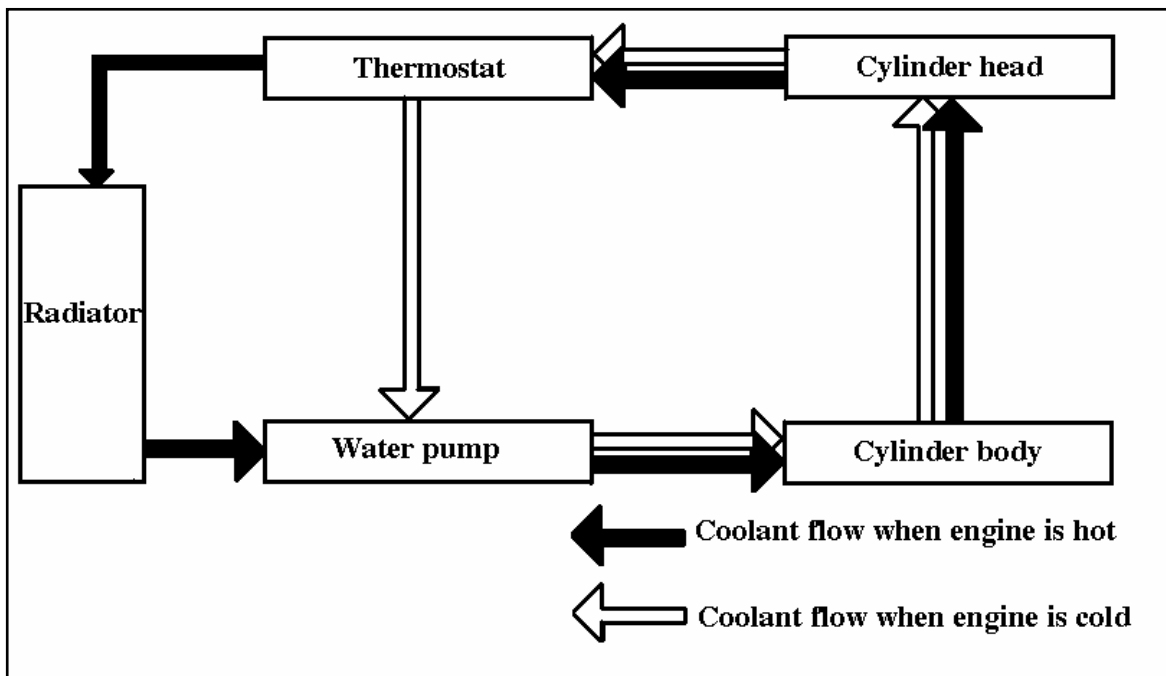 Thermostat
Cylinder head
Radiator
Water pump
Cylinder body
Coolant flow when engine is hot
Coolant flow when engine is cold